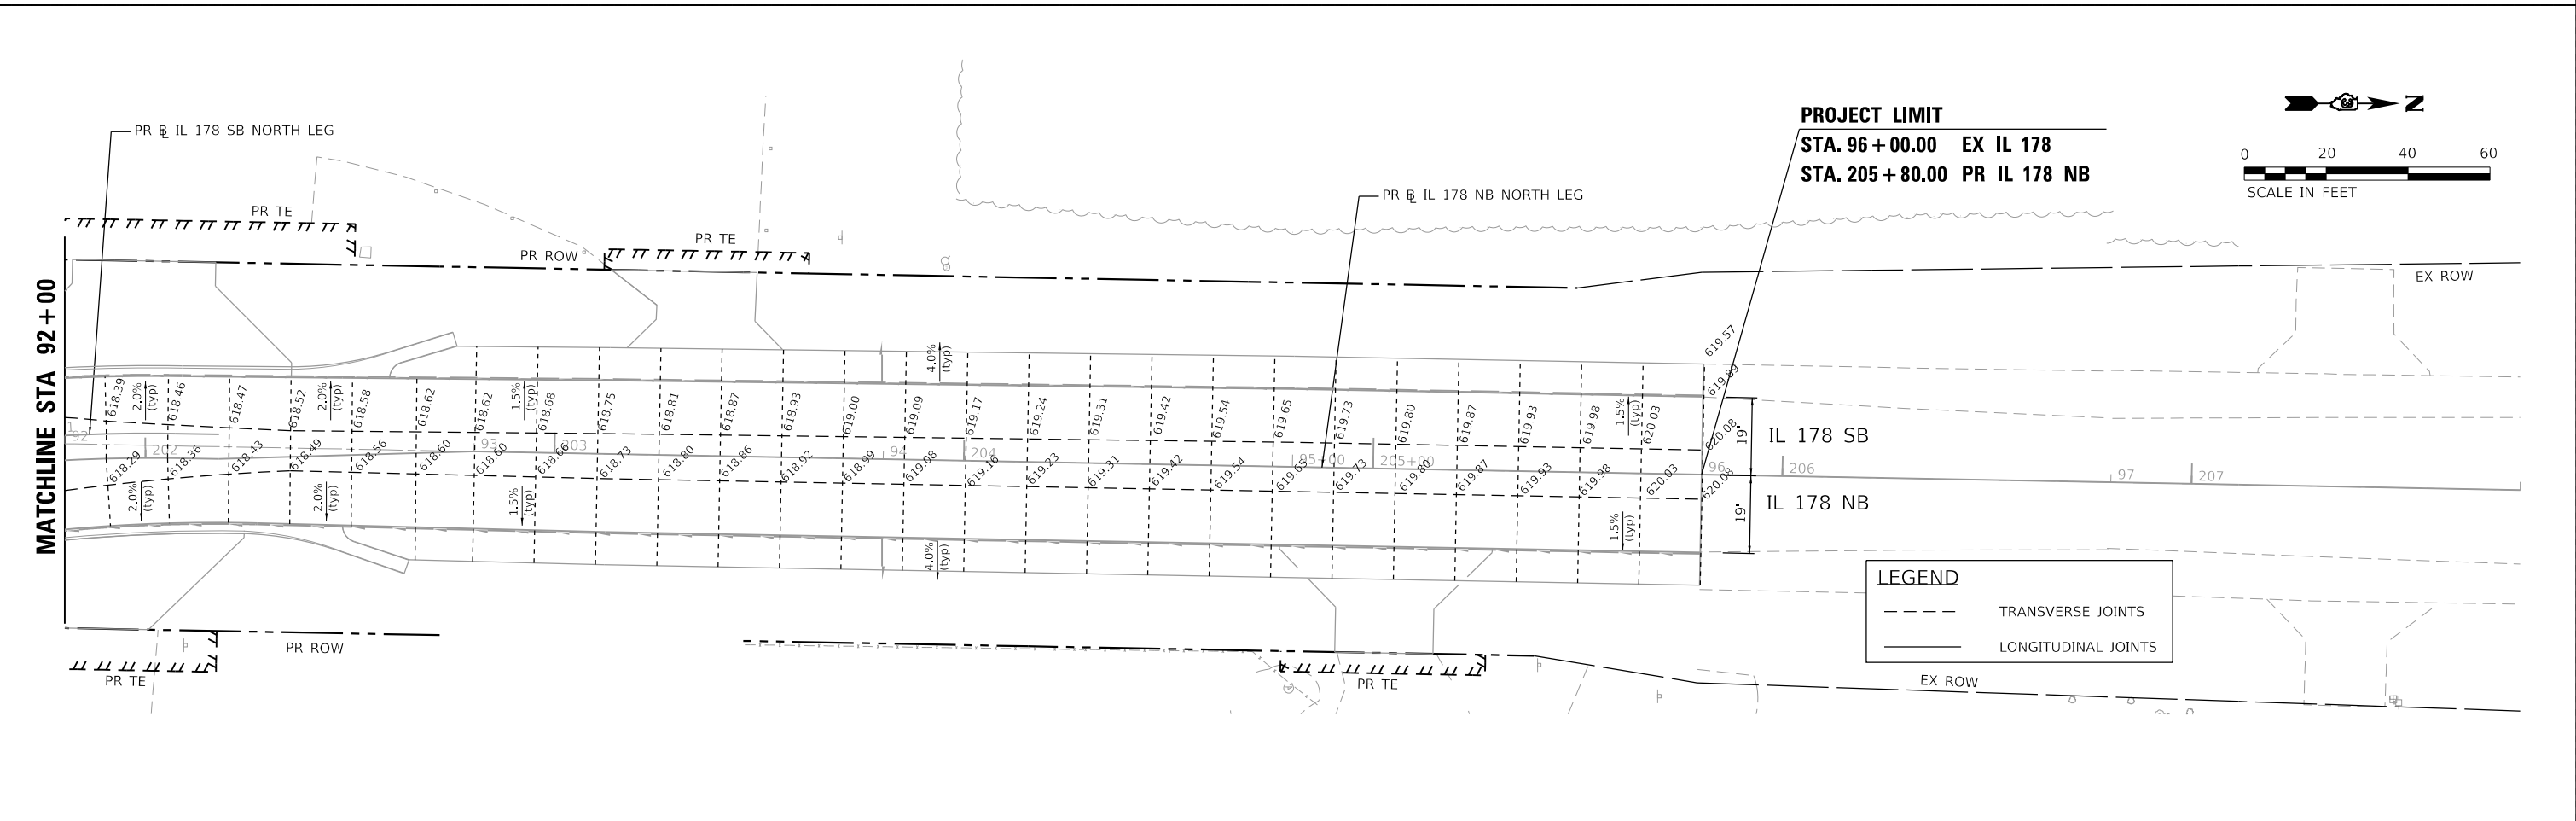 PR BL IL 178 SB NORTH LEG
PROJECT LIMIT
STA. 96+00.00 EX IL 178
STA. 205+80.00 PR IL 178 NB
N
0 20 40 60
SCALE IN FEET
PR BL IL 178 NB NORTH LEG
PR TE
PR TE
PR ROW
EX ROW
MATCHLINE STA 92+00
619.57
619.89
4.0%
(typ)
618.39
2.0%
(typ)
618.46
618.47
618.52
2.0%
(typ)
618.58
618.62
618.62
1.5%
(typ)
618.68
618.75
618.81
618.87
618.93
619.00
619.09
619.17
619.24
619.31
619.42
619.54
619.65
619.73
619.80
619.87
619.93
619.98
1.5%
(typ)
620.03
620.08
19'
IL 178 SB
92
202
93
203
94
204
95+00
205+00
96
206
97
207
618.29
618.36
618.43
618.49
618.56
618.60
618.60
618.66
618.73
618.80
618.86
618.92
618.99
619.08
619.16
619.23
619.31
619.42
619.54
619.65
619.73
619.80
619.87
619.93
619.98
620.03
620.08
2.0%
(typ)
2.0%
(typ)
1.5%
(typ)
4.0%
(typ)
1.5%
(typ)
19'
IL 178 NB
LEGEND
TRANSVERSE JOINTS
LONGITUDINAL JOINTS
PR ROW
PR TE
PR TE
EX ROW